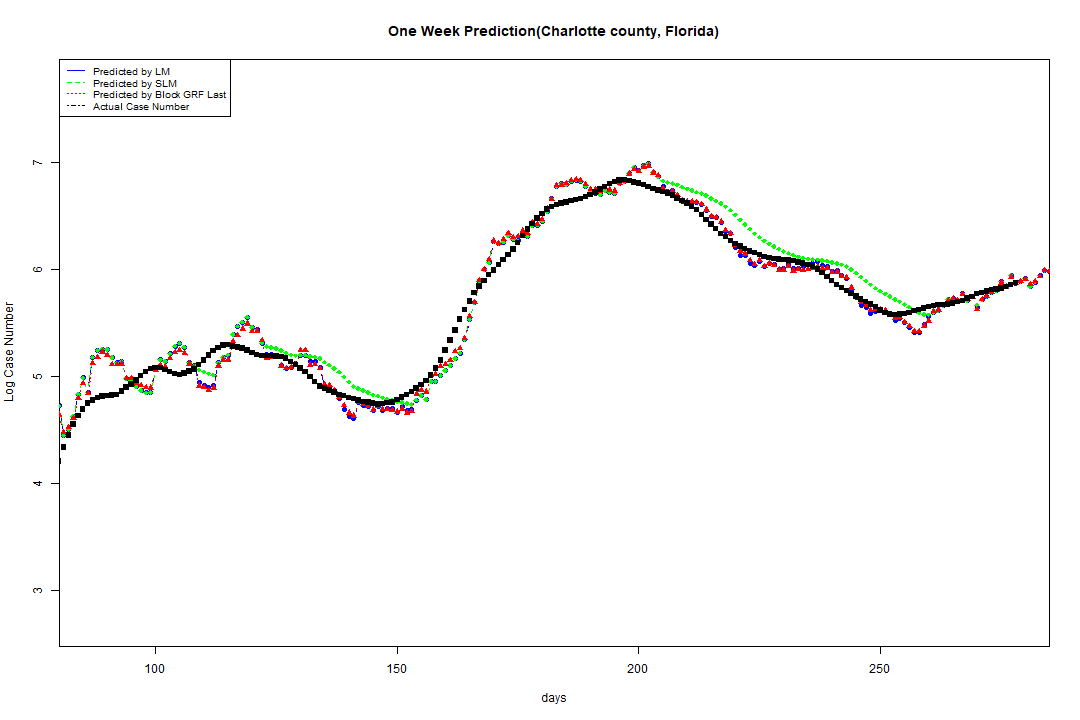 One Week Prediction(Charlotte county, Florida)
Predicted by LM
Predicted by SLM
Predicted by Block GRF Last
Actual Case Number
7
6
5
4
3
Log Case Number
100
150
200
250
days